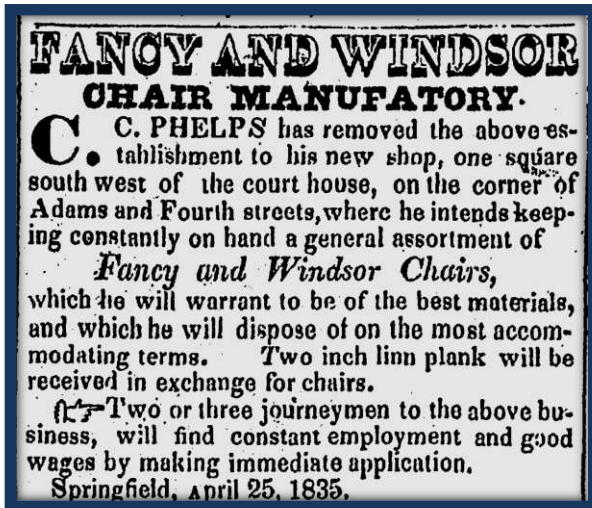 FANCY AND WINDSOR
CHAIR MANUFATORY.
C. C. PHELPS has removed the above es-
tablishment to his new shop, one square
south west of the court house, on the corner of
Adams and Fourth streets, where he intends keep-
ing constantly on hand a general assortment of
Fancy and Windsor Chairs,
which he will warrant to be of the best materials,
and which he will dispose of on the most accom-
modating terms. Two inch linn plank will be
received in exchange for chairs.
☞Two or three journeymen to the above bu-
siness, will find constant employment and good
wages by making immediate application.
Springfield, April 25, 1835.